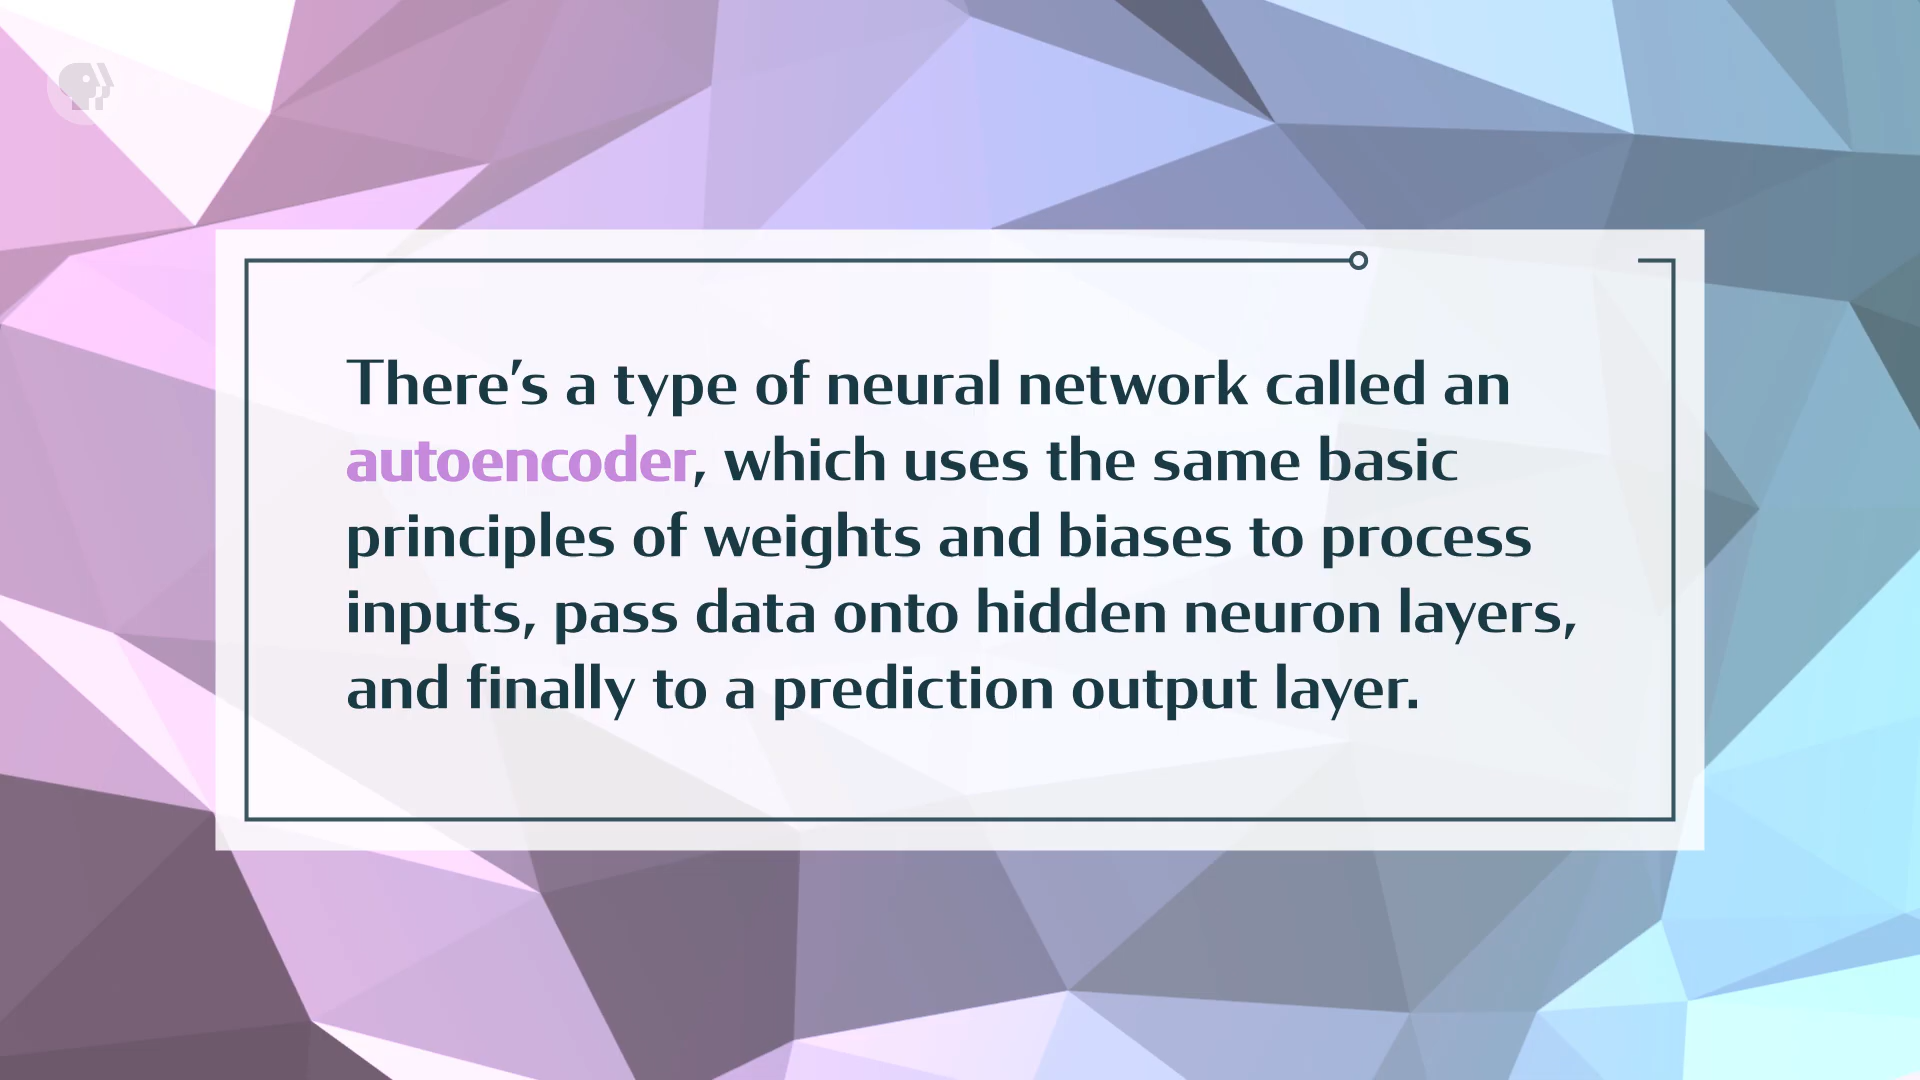 There’s a type of neural network called an
autoencoder, which uses the same basic
principles of weights and biases to process
inputs, pass data onto hidden neuron layers,
and finally to a prediction output layer.